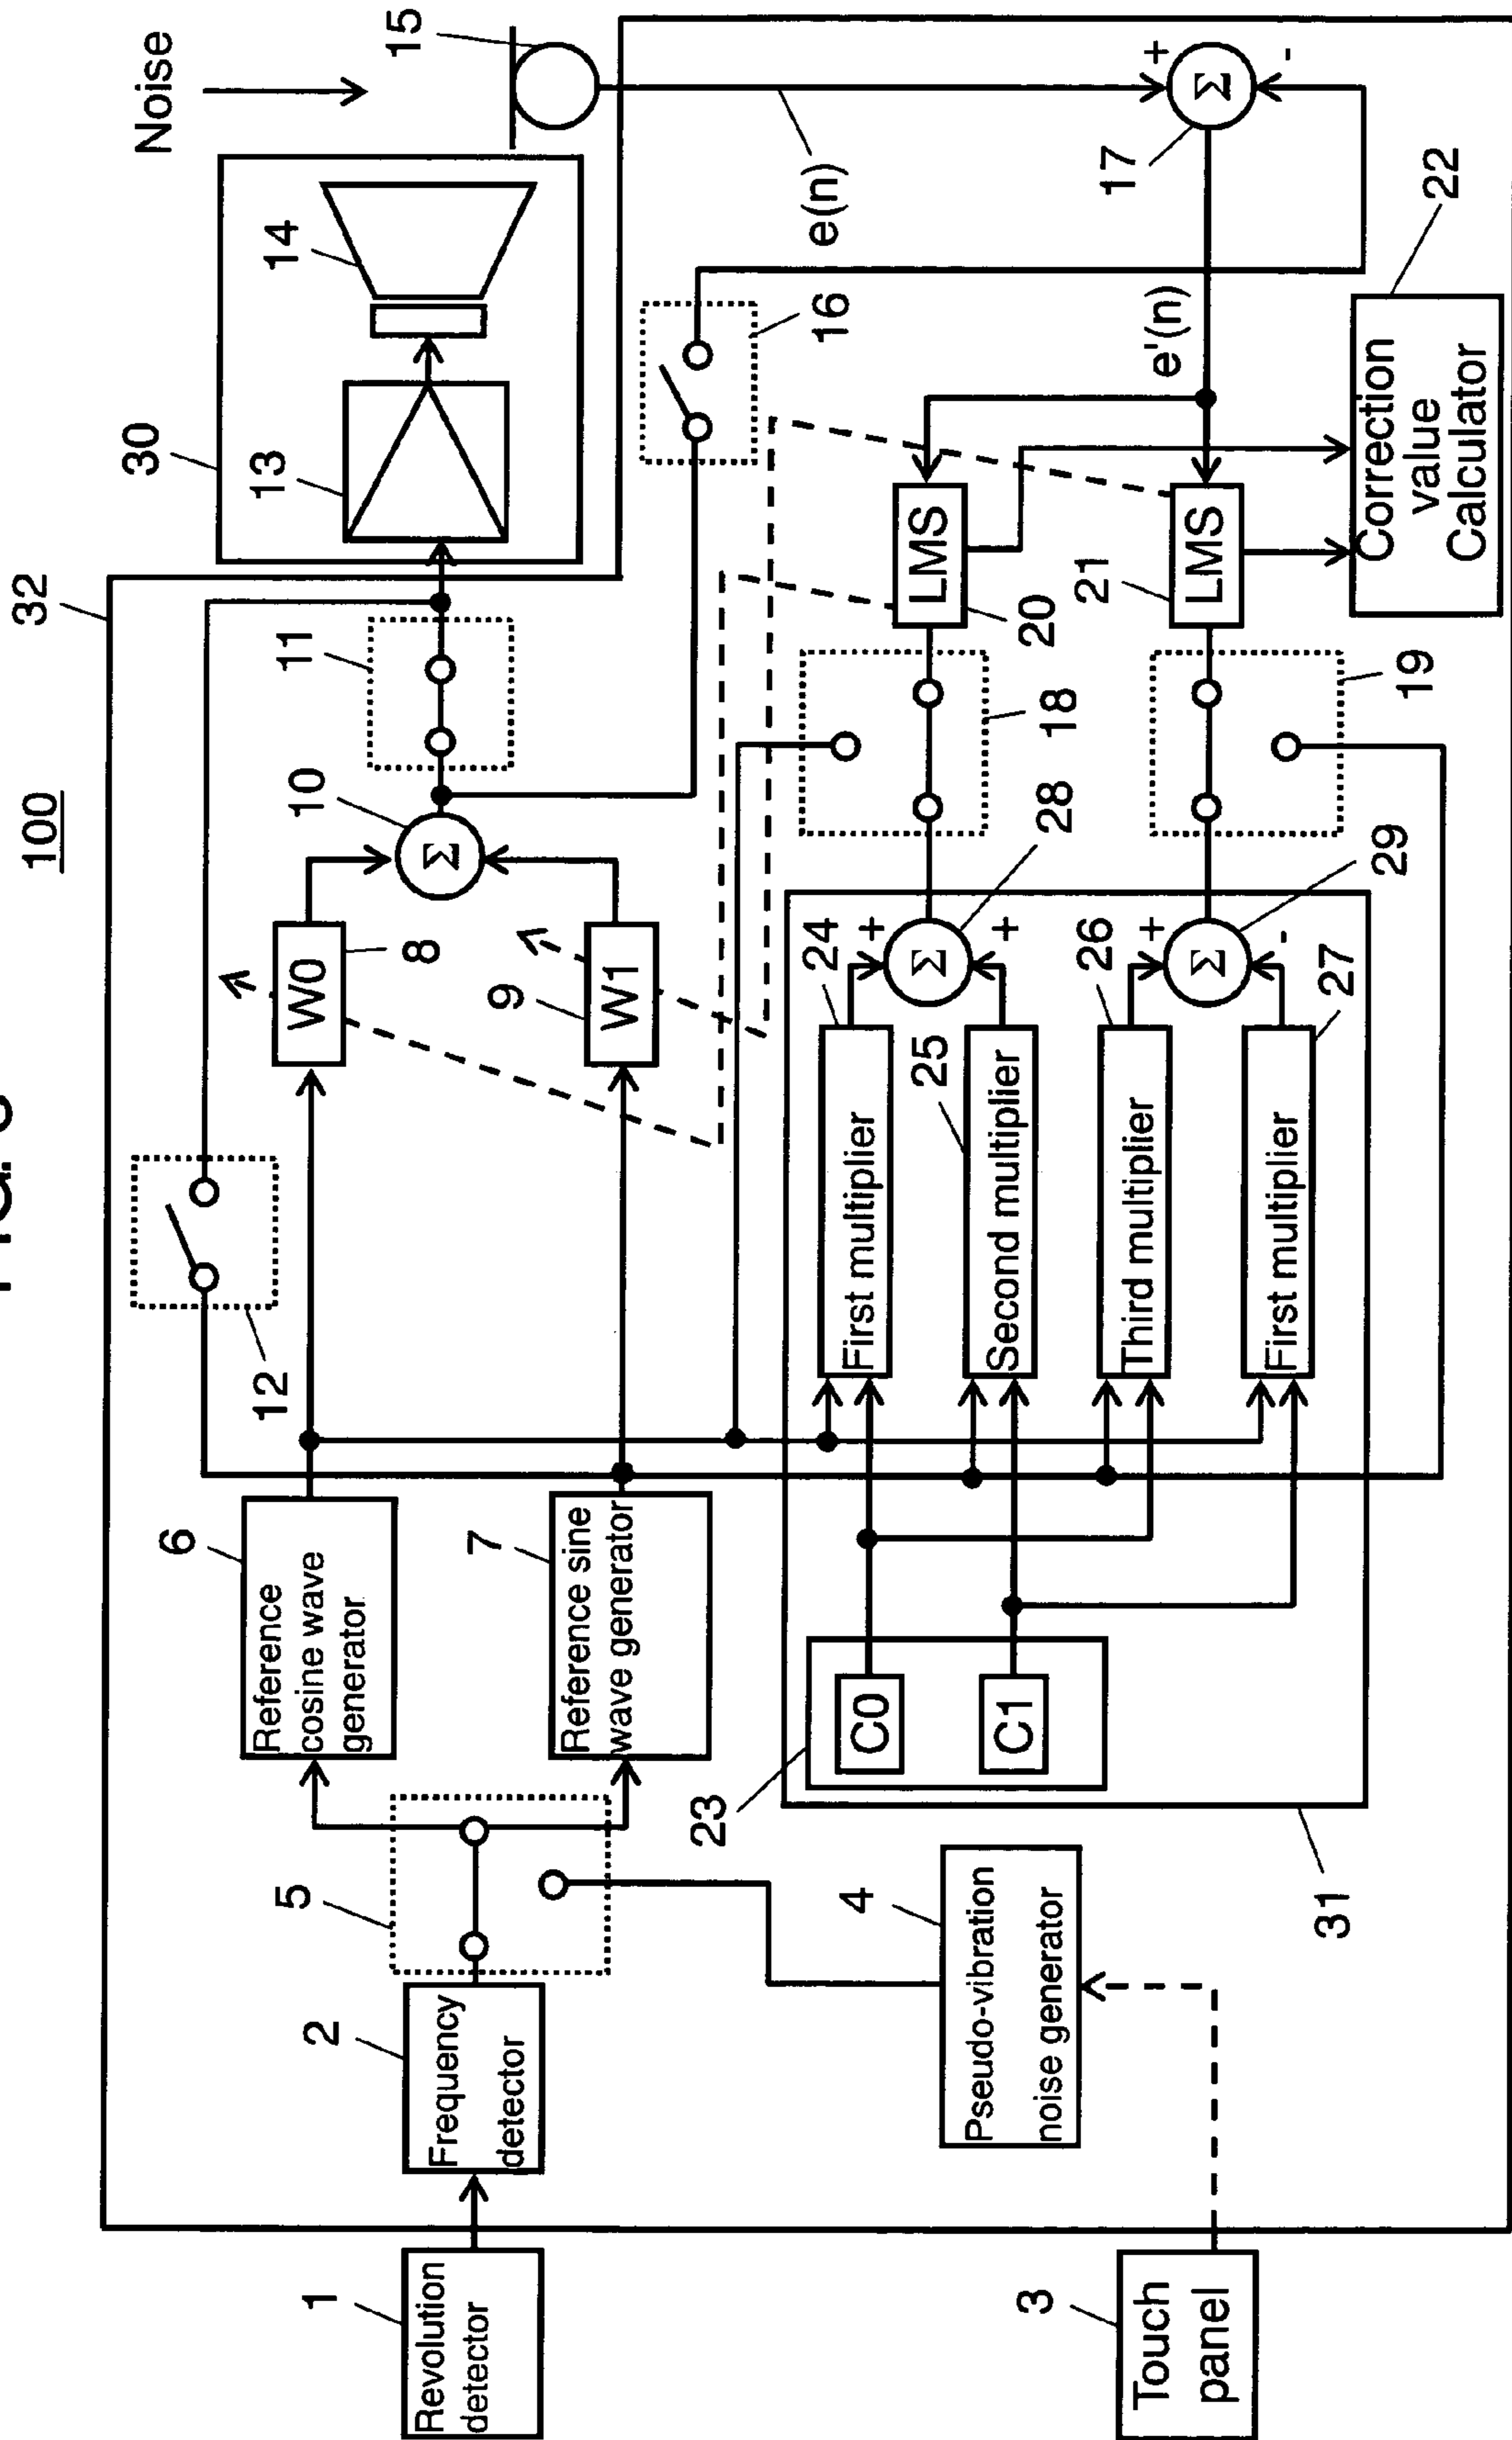 100
32
Noise
30
15
13
14
12
11
10
Σ
6
Reference
cosine wave
generator
W0
8
5
7
Reference sine
wave generator
9
W1
16
e(n)
1
Revolution
detector
2
Frequency
detector
23
C0
C1
24
First multiplier
25
Second multiplier
26
Third multiplier
27
First multiplier
+
Σ
+
28
+
Σ
-
29
18
19
LMS
20
21
LMS
e'(n)
17
+
Σ
-
22
Correction
value
Calculator
4
Pseudo-vibration
noise generator
31
3
Touch
panel